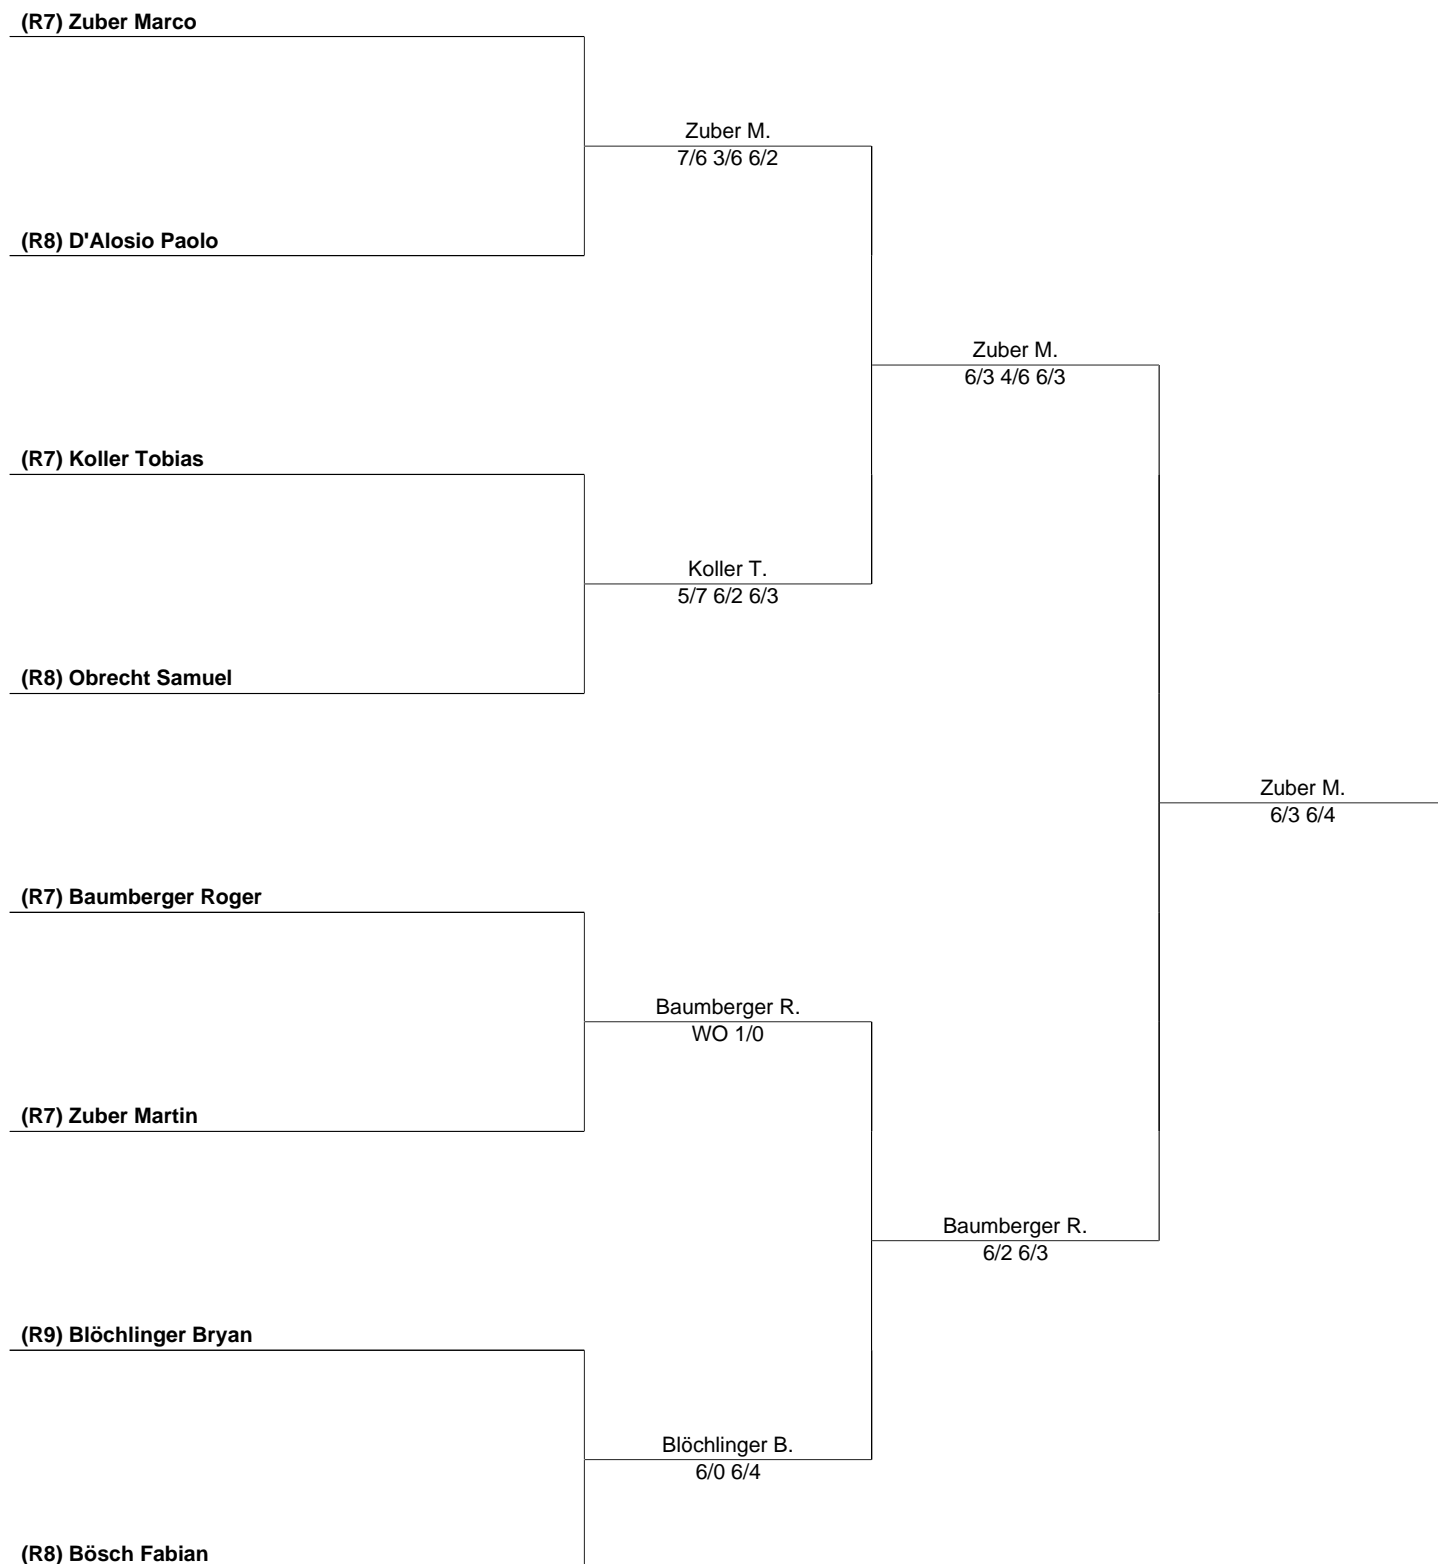 (R7) Zuber Marco
Zuber M.
7/6 3/6 6/2
(R8) D'Alosio Paolo
Zuber M.
6/3 4/6 6/3
(R7) Koller Tobias
Koller T.
5/7 6/2 6/3
(R8) Obrecht Samuel
Zuber M.
6/3 6/4
(R7) Baumberger Roger
Baumberger R.
WO 1/0
(R7) Zuber Martin
Baumberger R.
6/2 6/3
(R9) Blöchlinger Bryan
Blöchlinger B.
6/0 6/4
(R8) Bösch Fabian